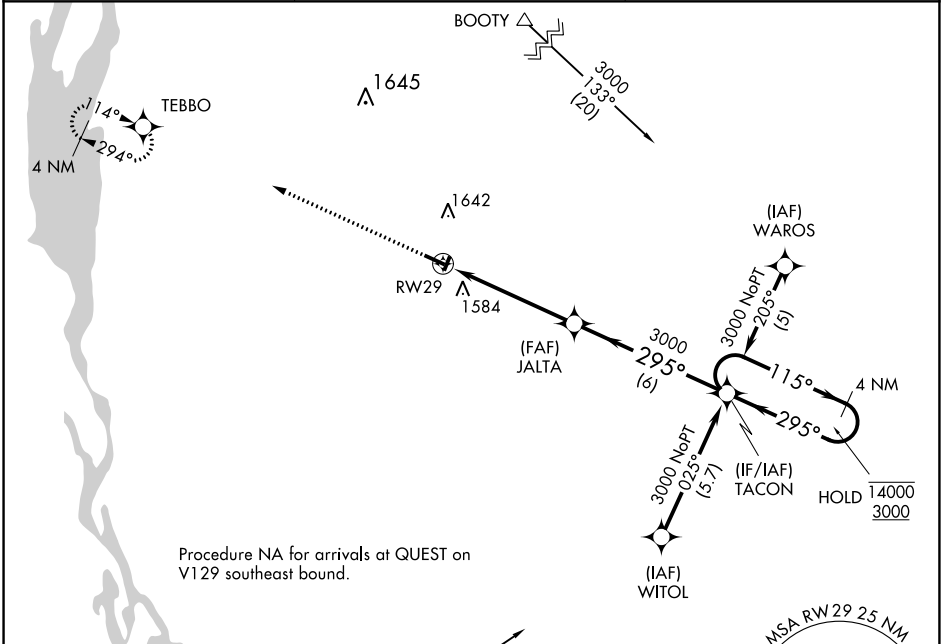 BOOTY
3000
133°
(20)
1645
TEBBO
114°
294°
4 NM
1642
(IAF)
WAROS
RW29
1584
3000 NoPT
205°
(5)
(FAF)
JALTA
3000
295°
(6)
115°
4 NM
295°
3000 NoPT
025°
(5.7)
(IF/IAF)
TACON
HOLD
14000
3000
Procedure NA for arrivals at QUEST on
V129 southeast bound.
(IAF)
WITOL
MSA RW29 25 NM